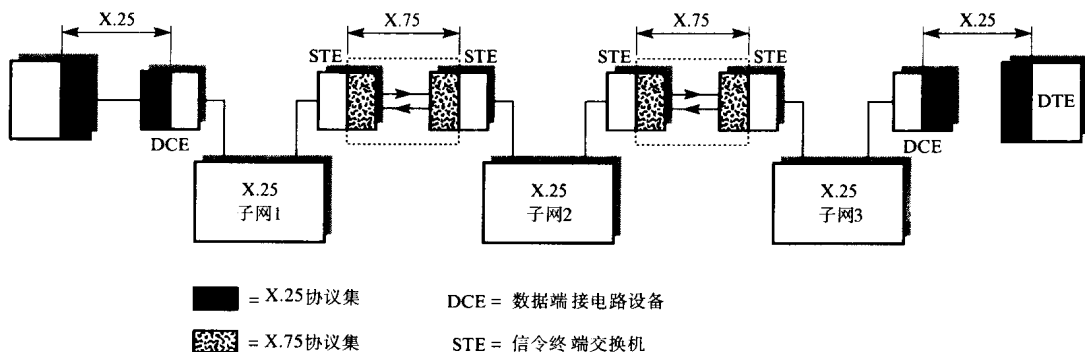 X.25
X.75
X.75
X.25
STE
STE
STE
STE
DCE
DCE
DTE
X.25
子网1
X.25
子网2
X.25
子网3
= X.25协议集
DCE = 数据端接电路设备
= X.75协议集
STE = 信令终端交换机